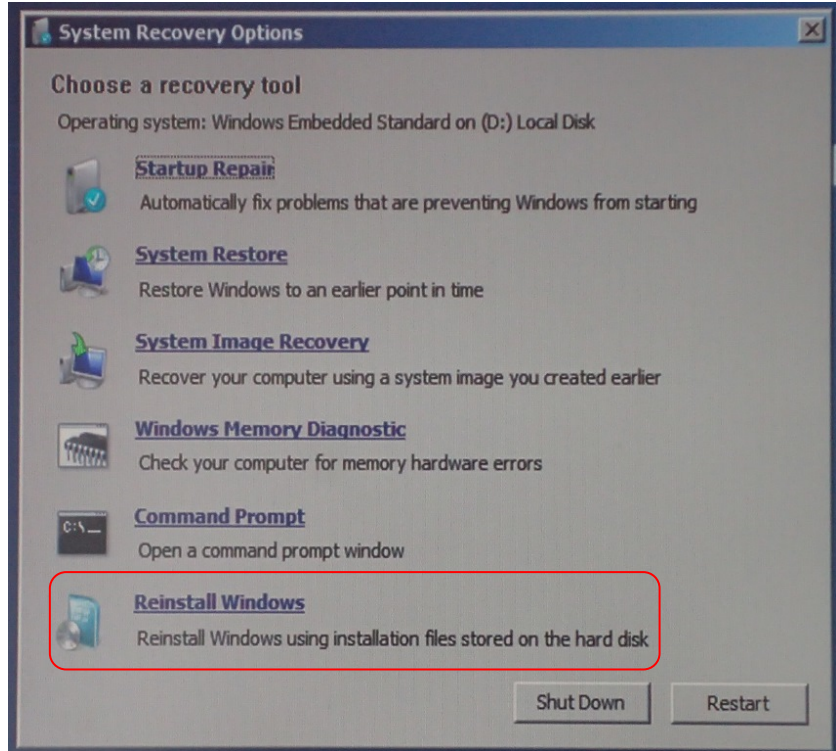 System Recovery Options
Choose a recovery tool
Operating system: Windows Embedded Standard on (D:) Local Disk
Startup Repair
Automatically fix problems that are preventing Windows from starting
System Restore
Restore Windows to an earlier point in time
System Image Recovery
Recover your computer using a system image you created earlier
Windows Memory Diagnostic
Check your computer for memory hardware errors
C:\_
Command Prompt
Open a command prompt window
Reinstall Windows
Reinstall Windows using installation files stored on the hard disk
Shut Down Restart